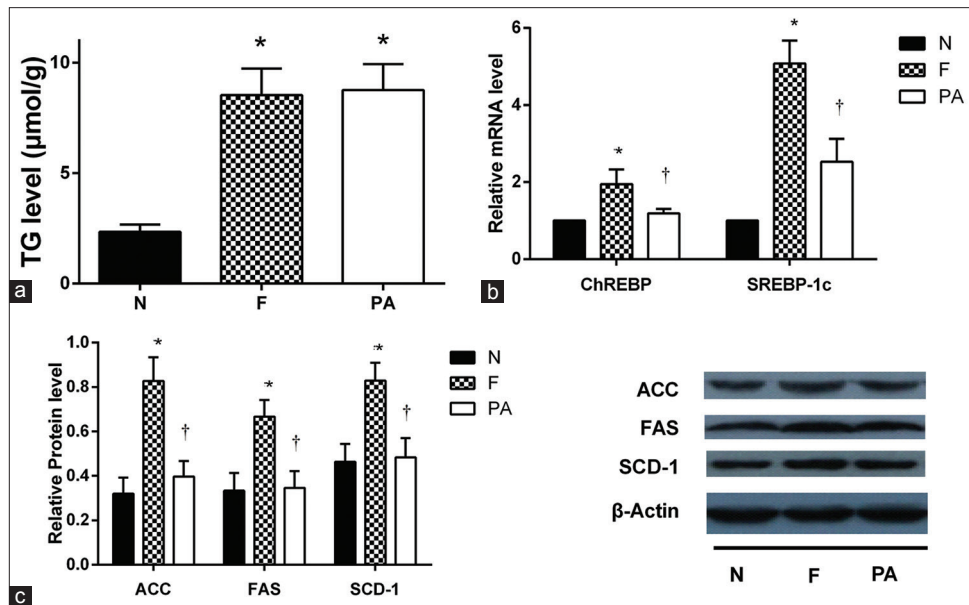 TG level (µmol/g)
10
5
0
*
*
N
F
PA
a
Relative mRNA level
6
4
2
0
*
†
*
†
ChREBP
SREBP-1c
N
F
PA
b
Relative Protein level
1.0
0.8
0.6
0.4
0.2
0.0
*
†
*
†
*
†
ACC
FAS
SCD-1
N
F
PA
c
ACC
FAS
SCD-1
β-Actin
N
F
PA